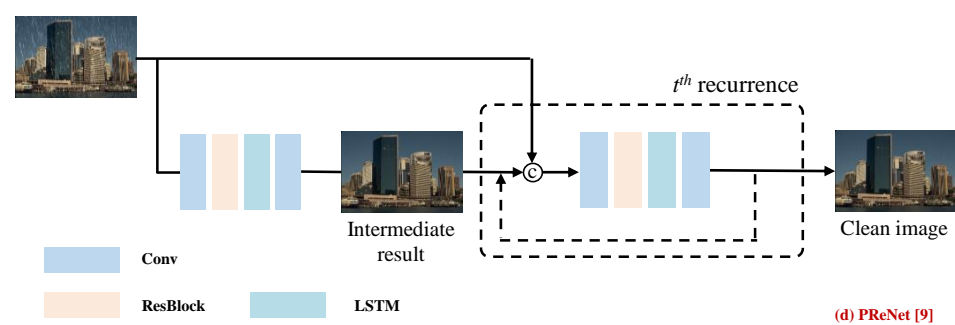 t^th recurrence
c
Intermediate
result
Clean image
Conv
ResBlock
LSTM
(d) PReNet [9]